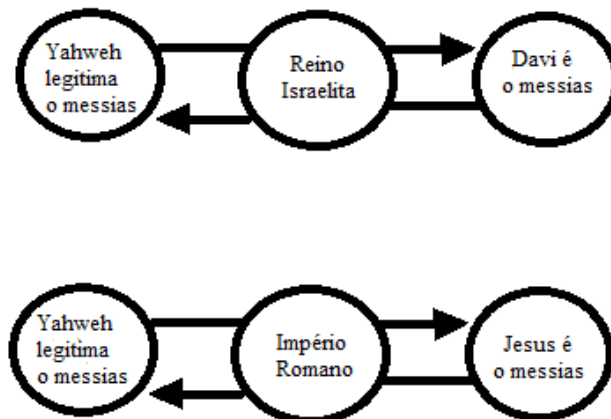 Yahweh
legitima
o messias
Reino
Israelita
Davi é
o messias
Yahweh
legitima
o messias
Império
Romano
Jesus é
o messias